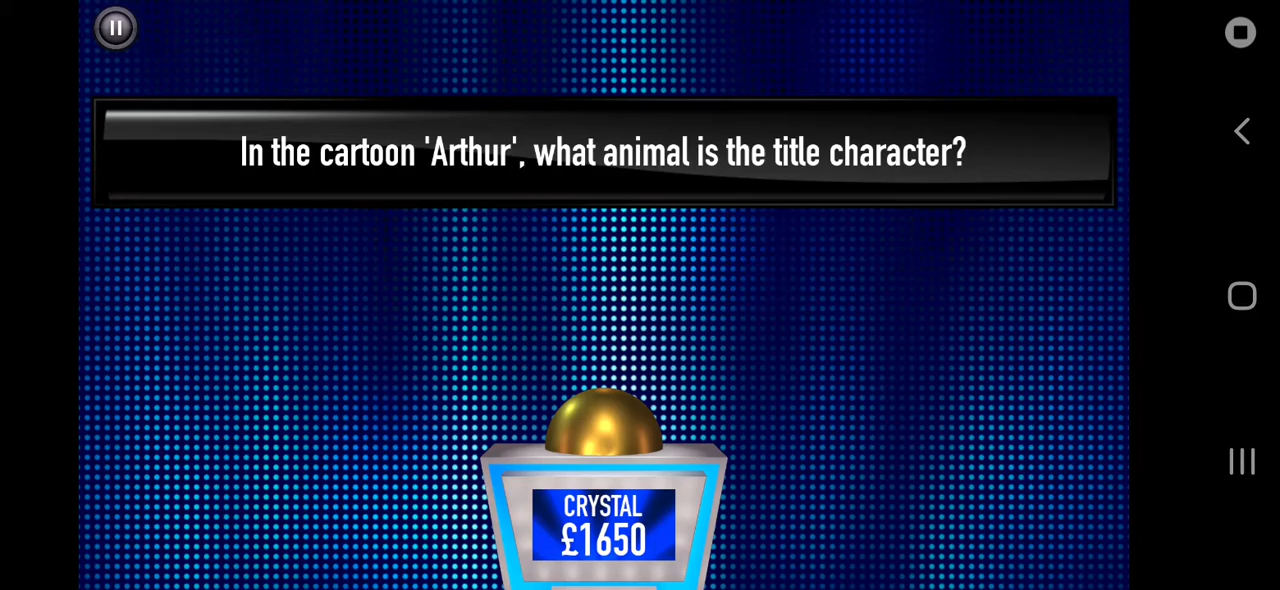 In the cartoon 'Arthur', what animal is the title character?
CRYSTAL
£1650